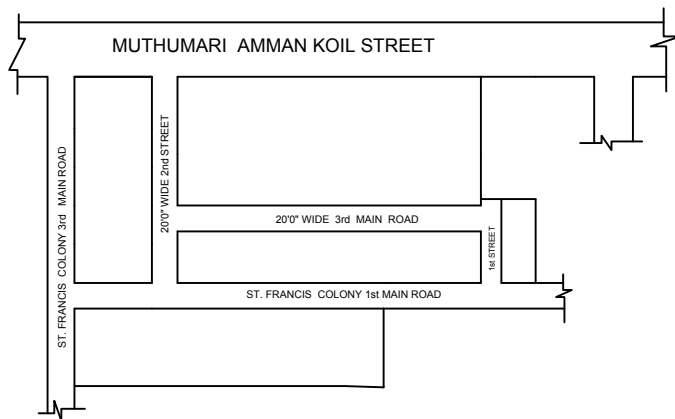 MUTHUMARI AMMAN KOIL STREET
ST. FRANCIS COLONY 3rd MAIN ROAD
20'0" WIDE 2nd STREET
20'0" WIDE 3rd MAIN ROAD
1st STREET
ST. FRANCIS COLONY 1st MAIN ROAD